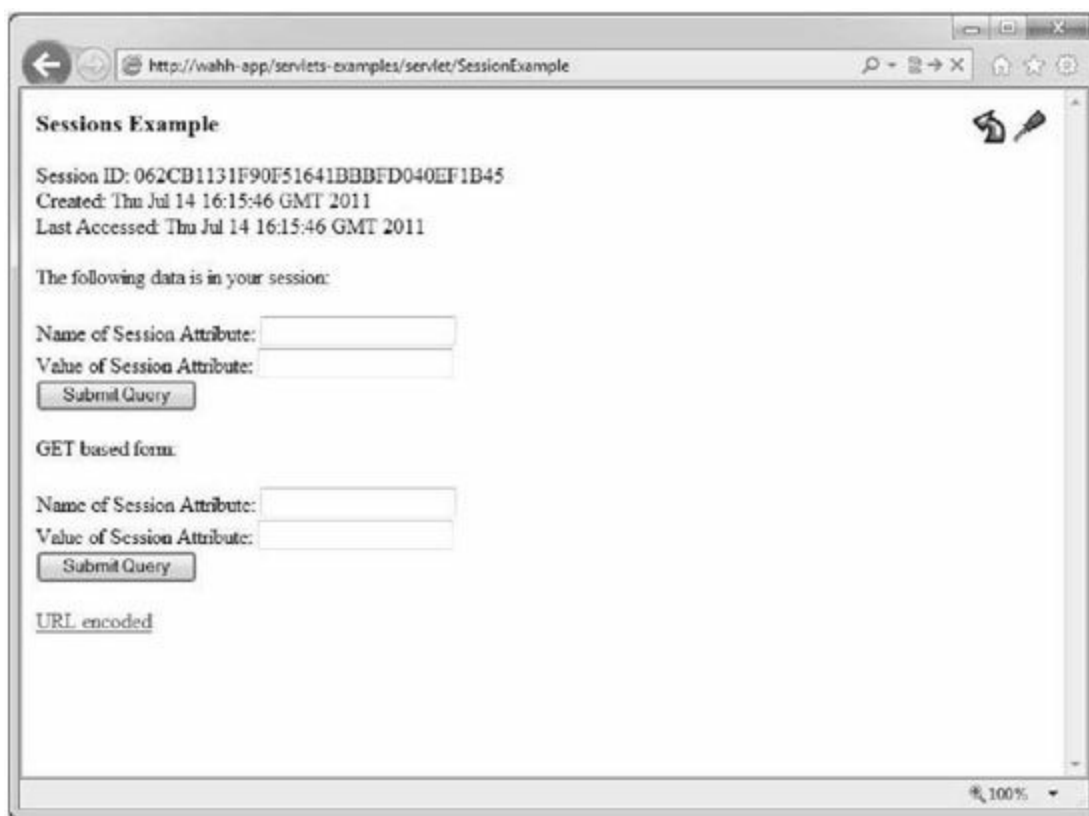 http://wahh-app/servlets-examples/servlet/SessionExample
Sessions Example
Session ID: 062CB1131F90F51641BBBFD040EF1B45
Created: Thu Jul 14 16:15:46 GMT 2011
Last Accessed: Thu Jul 14 16:15:46 GMT 2011
The following data is in your session:
Name of Session Attribute:
Value of Session Attribute:
Submit Query
GET based form:
Name of Session Attribute:
Value of Session Attribute:
Submit Query
URL encoded
100%